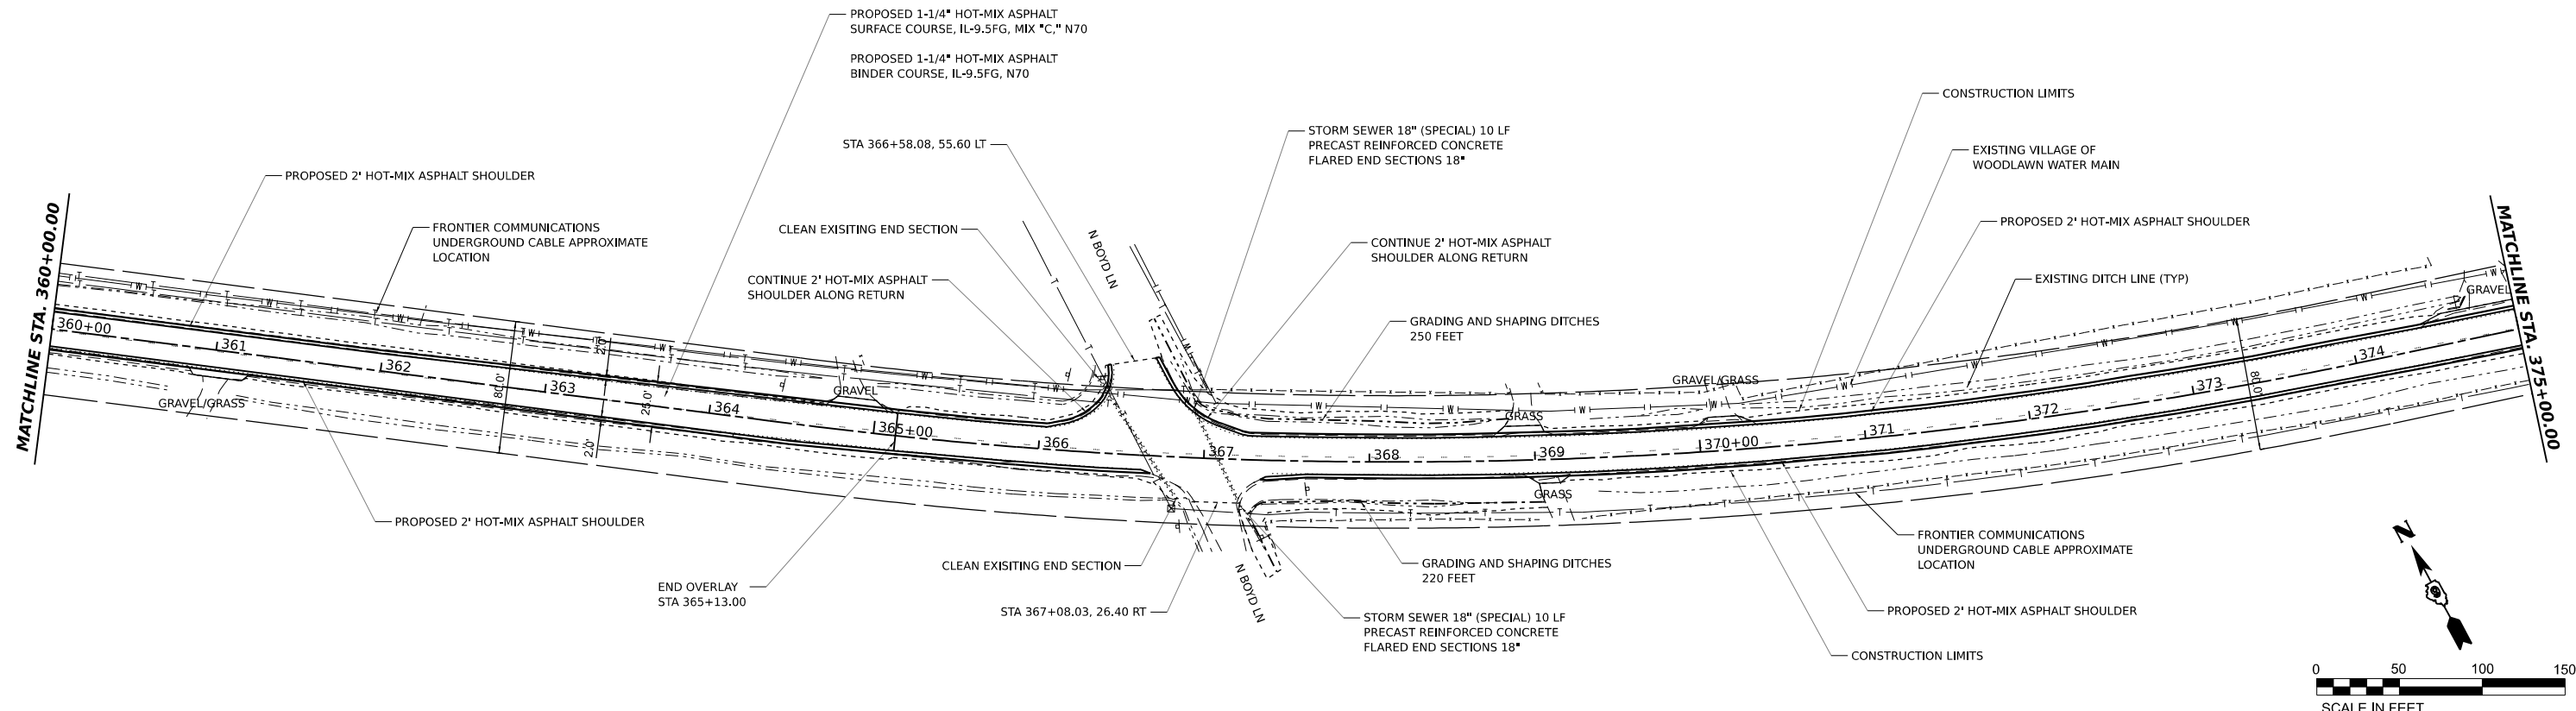 PROPOSED 1-1/4" HOT-MIX ASPHALT
SURFACE COURSE, IL-9.5FG, MIX "C," N70
PROPOSED 1-1/4" HOT-MIX ASPHALT
BINDER COURSE, IL-9.5FG, N70
CONSTRUCTION LIMITS
STORM SEWER 18" (SPECIAL) 10 LF
PRECAST REINFORCED CONCRETE
FLARED END SECTIONS 18"
STA 366+58.08, 55.60 LT
EXISTING VILLAGE OF
WOODLAWN WATER MAIN
PROPOSED 2' HOT-MIX ASPHALT SHOULDER
FRONTIER COMMUNICATIONS
UNDERGROUND CABLE APPROXIMATE
LOCATION
CLEAN EXISITING END SECTION
CONTINUE 2' HOT-MIX ASPHALT
SHOULDER ALONG RETURN
N BOYD LN
CONTINUE 2' HOT-MIX ASPHALT
SHOULDER ALONG RETURN
PROPOSED 2' HOT-MIX ASPHALT SHOULDER
EXISTING DITCH LINE (TYP)
GRADING AND SHAPING DITCHES
250 FEET
MATCHLINE STA. 360+00.00
MATCHLINE STA. 375+00.00
360+00
361
362
363
364
365+00
366
367
368
369
370+00
371
372
373
374
80.0'
2.0'
2.0'
25.0'
80.0'
GRAVEL/GRASS
GRAVEL
GRASS
GRAVEL/GRASS
GRAVEL
GRASS
T
W
P
PROPOSED 2' HOT-MIX ASPHALT SHOULDER
END OVERLAY
STA 365+13.00
CLEAN EXISITING END SECTION
STA 367+08.03, 26.40 RT
N BOYD LN
GRADING AND SHAPING DITCHES
220 FEET
STORM SEWER 18" (SPECIAL) 10 LF
PRECAST REINFORCED CONCRETE
FLARED END SECTIONS 18"
FRONTIER COMMUNICATIONS
UNDERGROUND CABLE APPROXIMATE
LOCATION
PROPOSED 2' HOT-MIX ASPHALT SHOULDER
CONSTRUCTION LIMITS
N
0 50 100 150
SCALE IN FEET